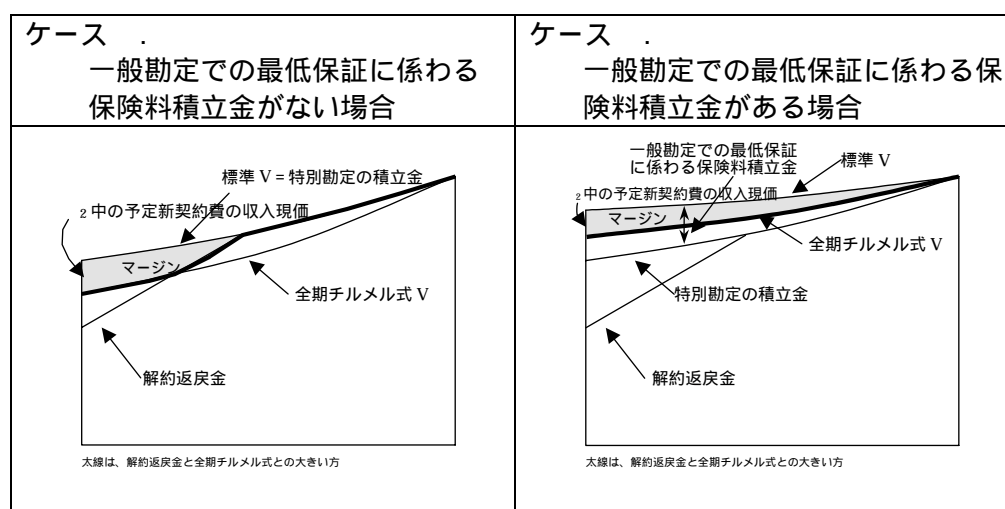 ケース .
一般勘定での最低保証に係わる
保険料積立金がない場合
標準 V = 特別勘定の積立金
2 中の予定新契約費の収入現価
マージン
全期チルメル式 V
解約返戻金
太線は、解約返戻金と全期チルメル式との大きい方
ケース .
一般勘定での最低保証に係わる保
険料積立金がある場合
一般勘定での最低保証
に係わる保険料積立金
標準 V
2 中の予定新契約費の収入現価
マージン
全期チルメル式 V
特別勘定の積立金
解約返戻金
太線は、解約返戻金と全期チルメル式との大きい方